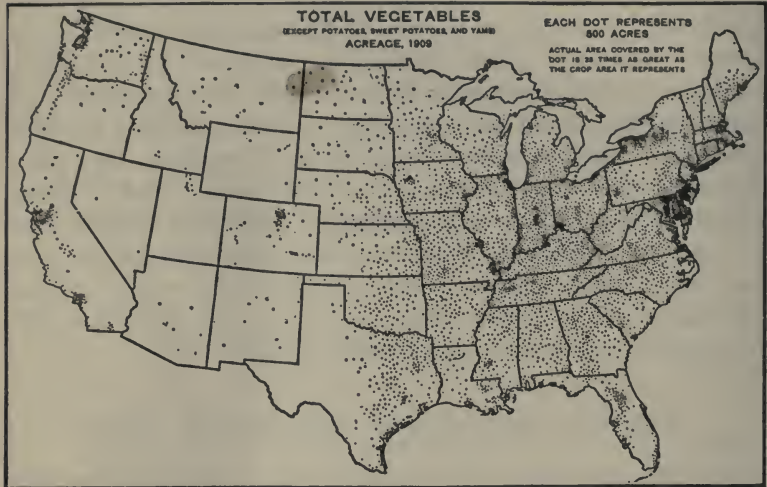 TOTAL VEGETABLES
(EXCEPT POTATOES, SWEET POTATOES, AND YAMS)
ACREAGE, 1909
EACH DOT REPRESENTS
500 ACRES
ACTUAL AREA COVERED BY THE
DOT IS 35 TIMES AS GREAT AS
THE CROP AREA IT REPRESENTS